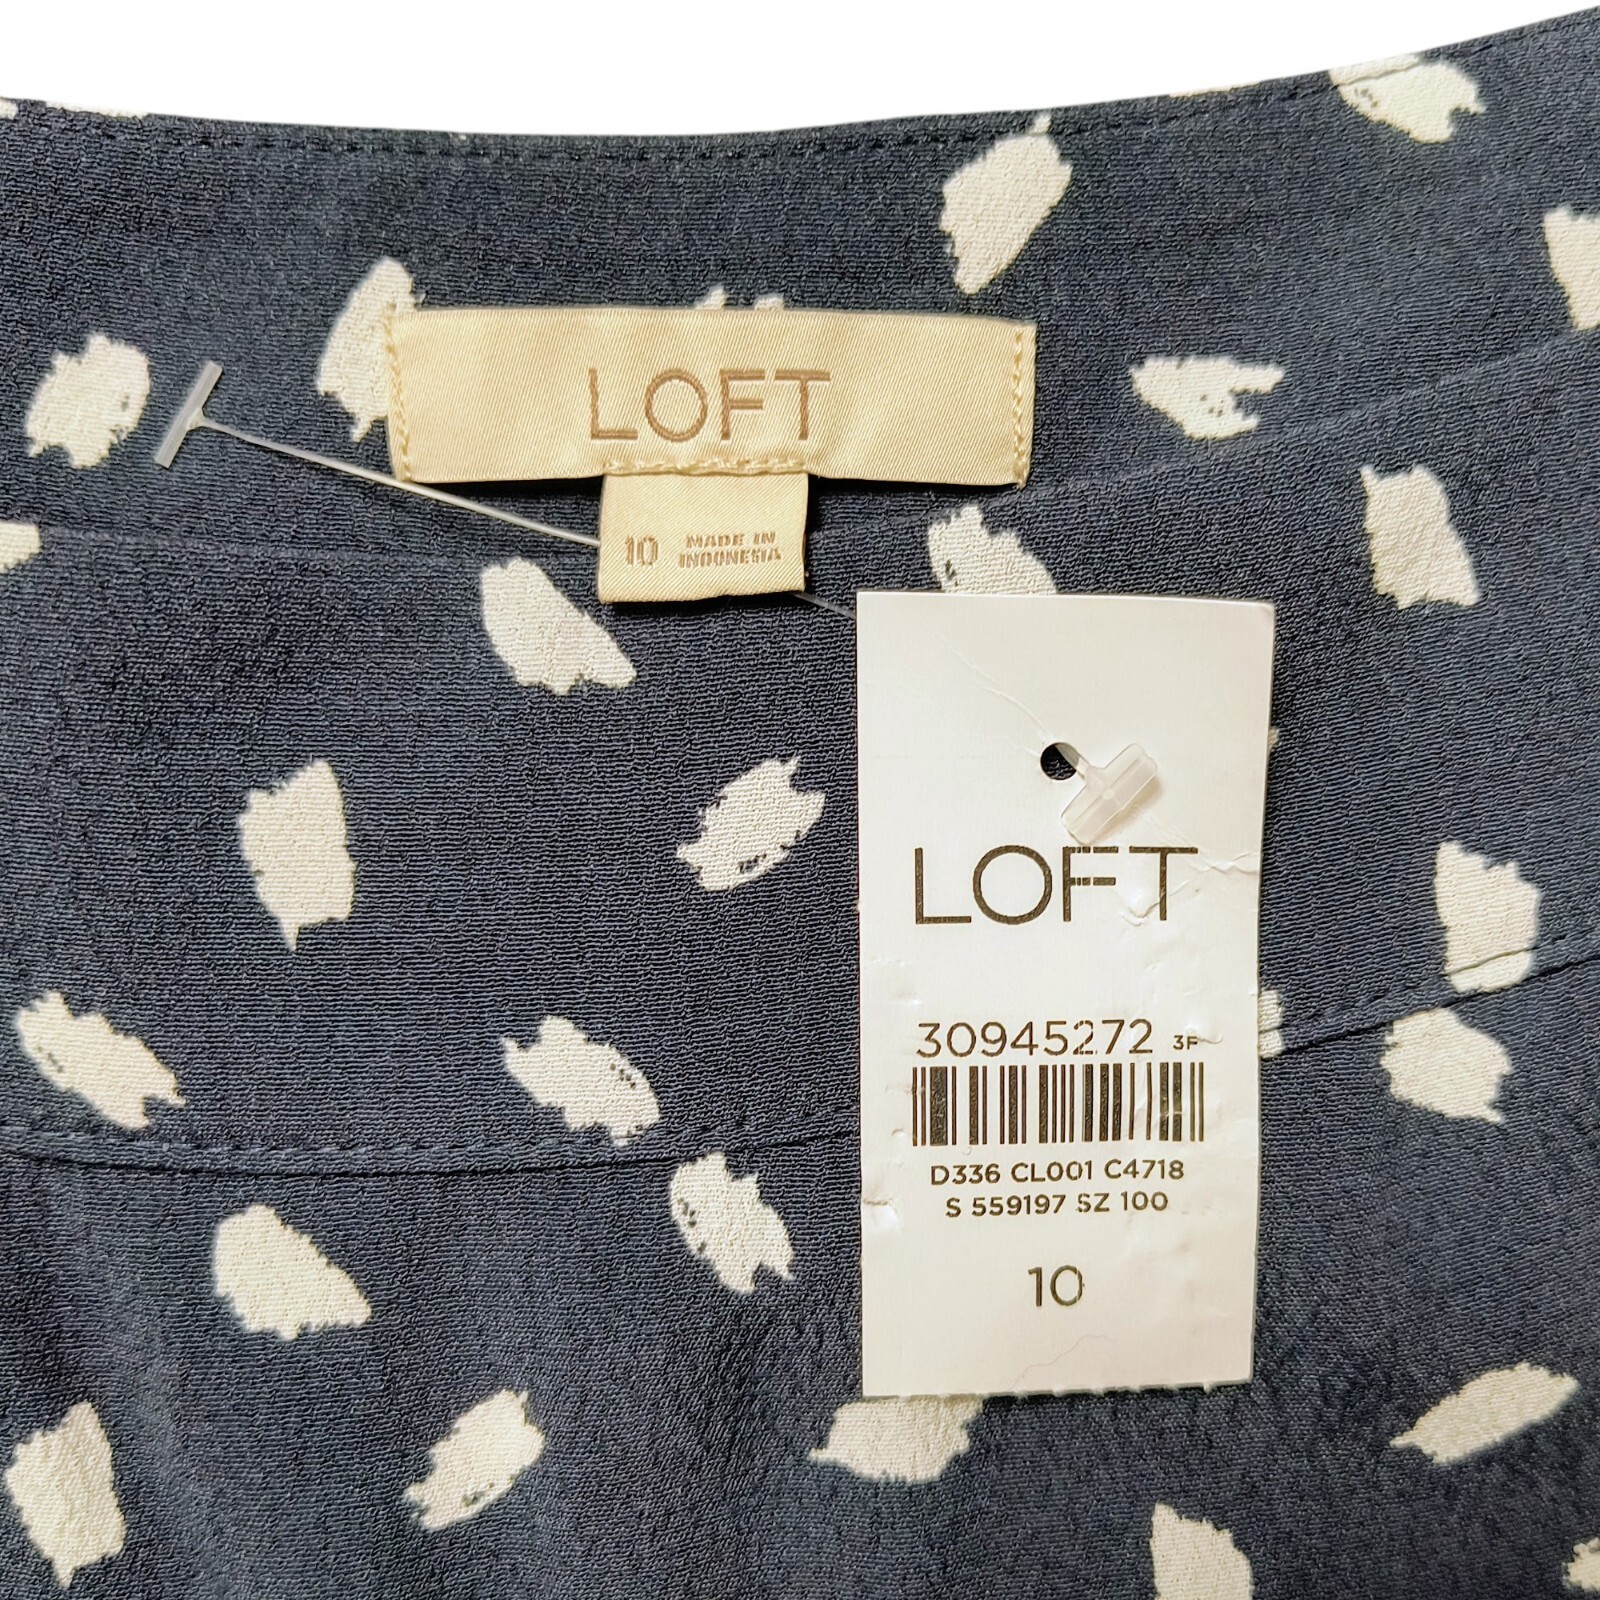 LOFT
10 MADE IN
INDONESIA
LOFT
30945272 3F
D336 CL001 C4718
S 559197 SZ 100
10